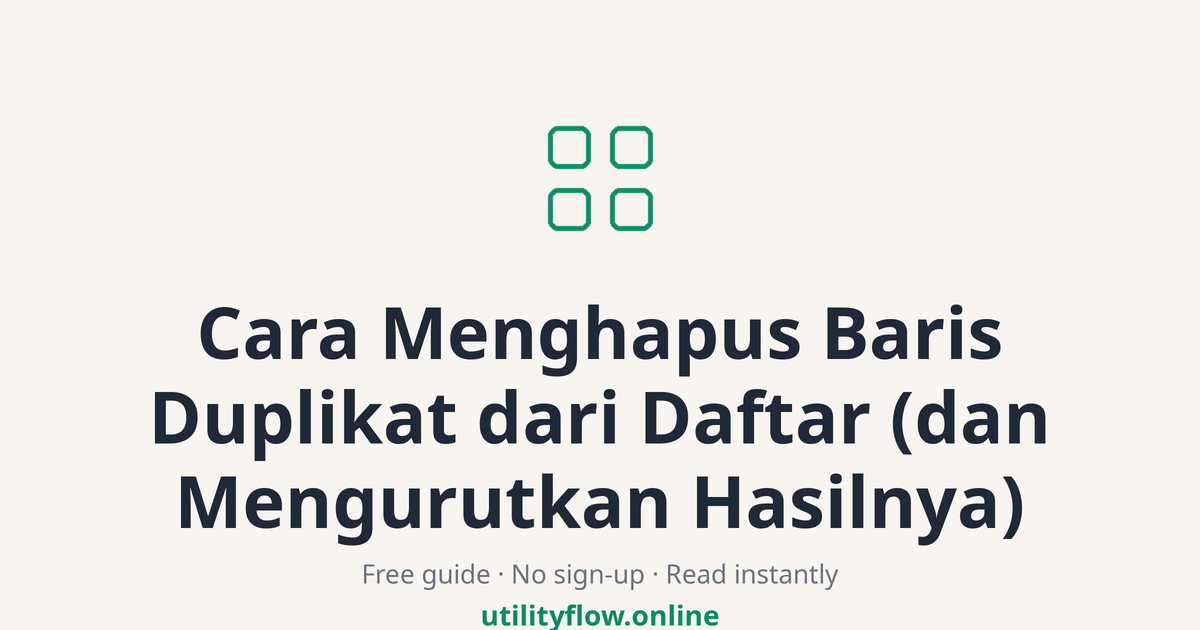 Cara Menghapus Baris
Duplikat dari Daftar (dan
Mengurutkan Hasilnya)
Free guide · No sign-up · Read instantly
utilityflow.online